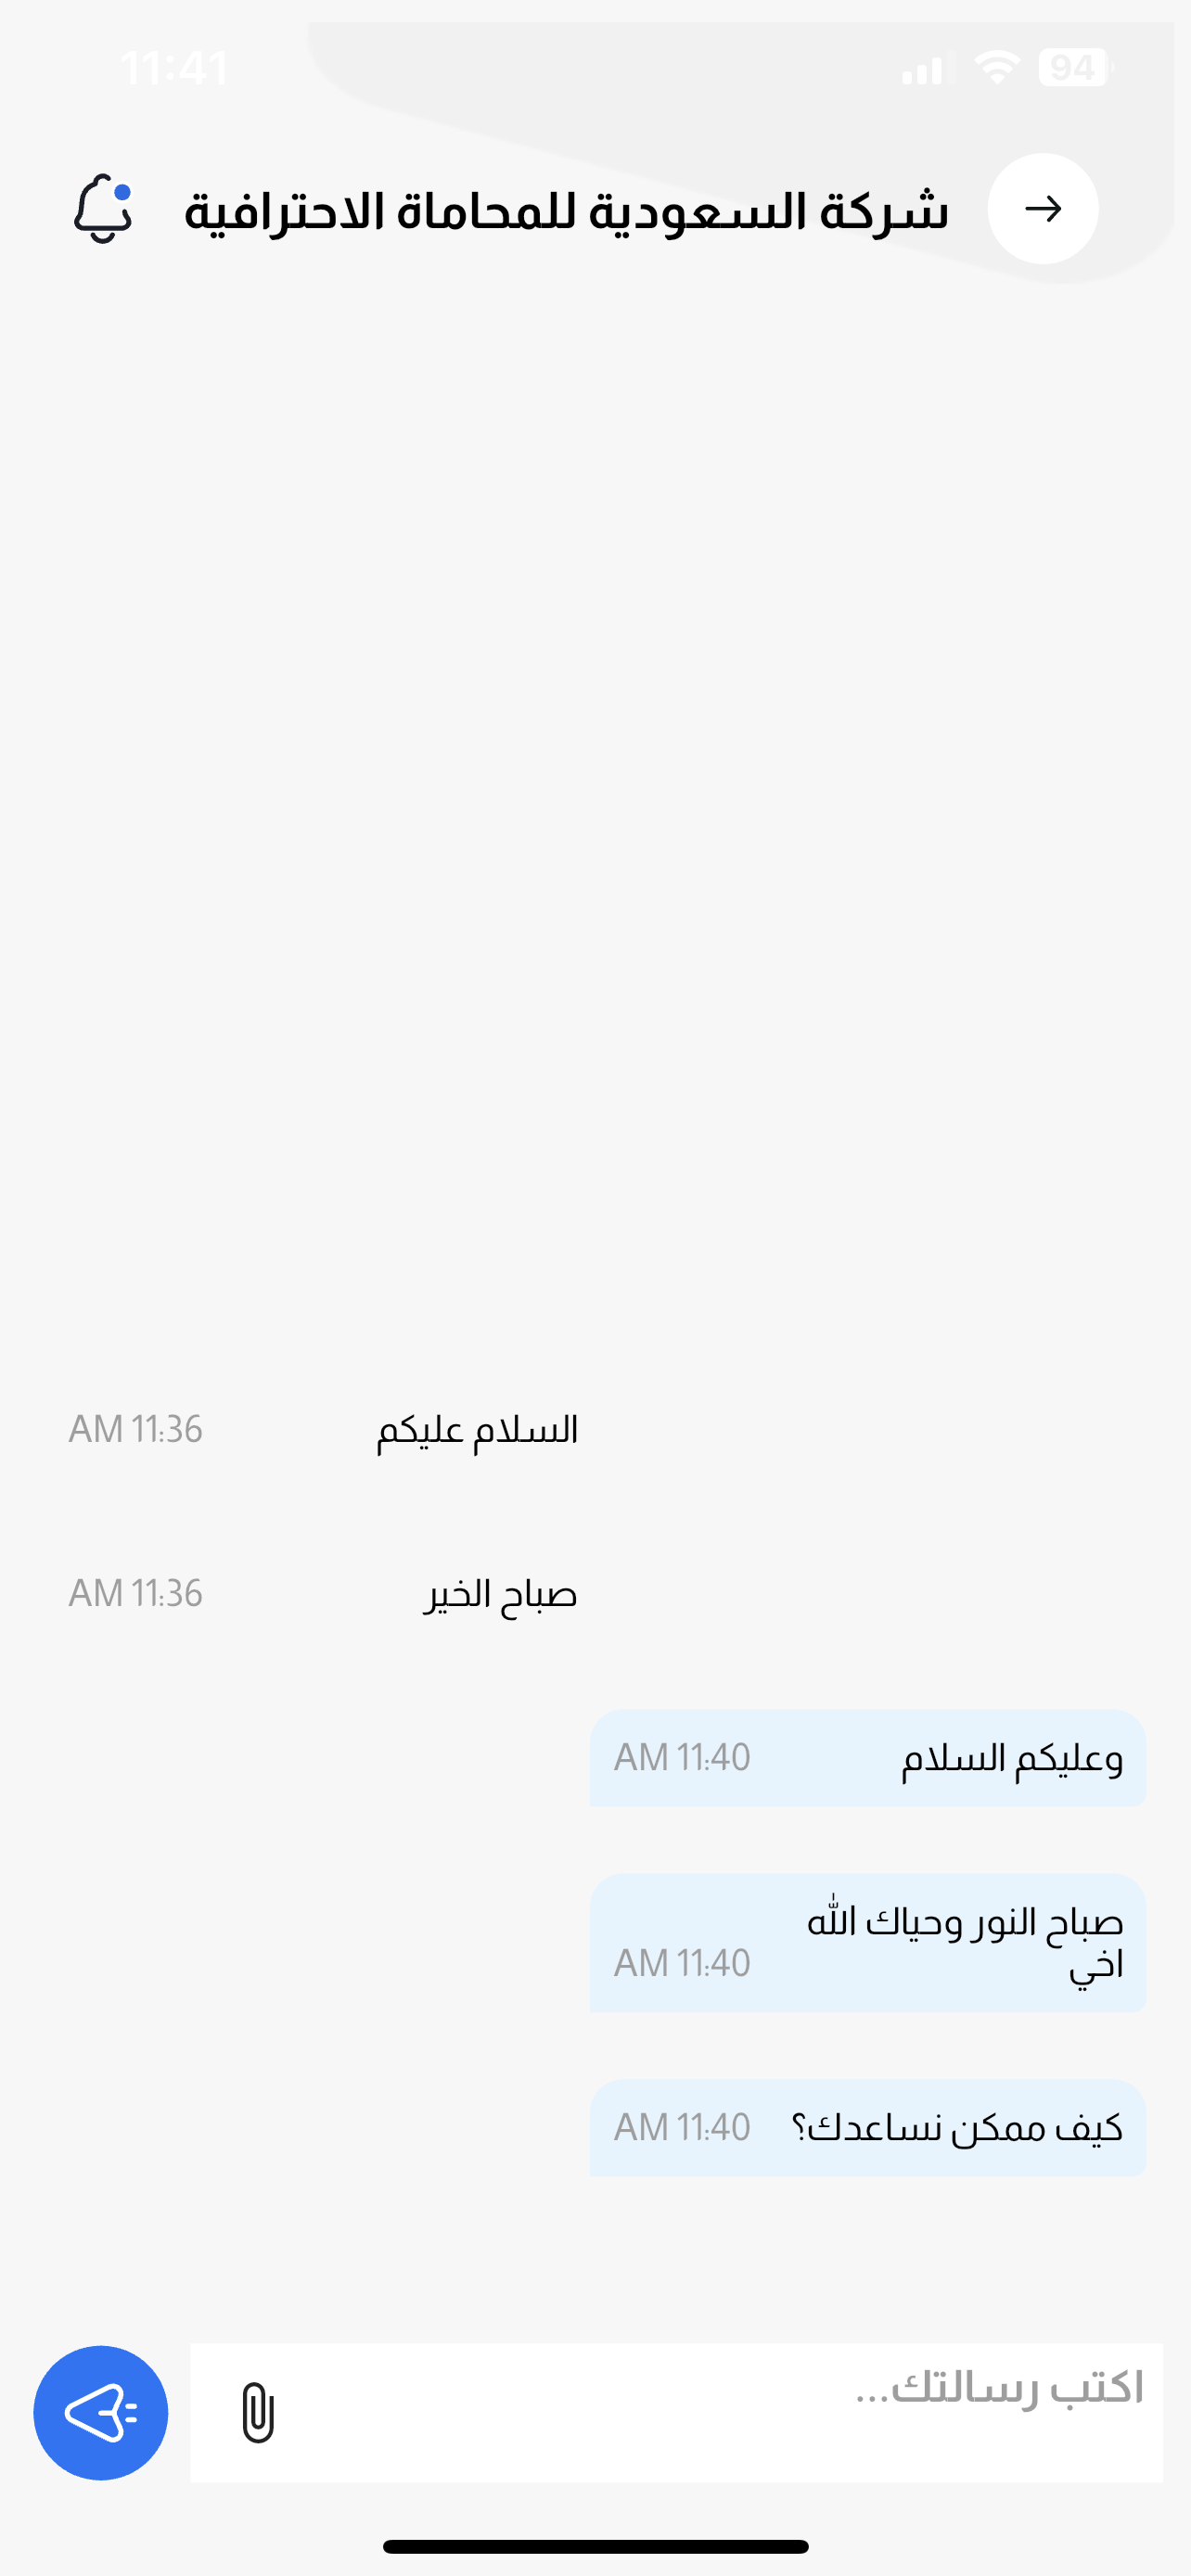 11:41
94
شركة السعودية للمحاماة الاحترافية
السلام عليكم
11:36 AM
صباح الخير
11:36 AM
وعليكم السلام
11:40 AM
صباح النور وحياك الله
اخي
11:40 AM
كيف ممكن نساعدك؟
11:40 AM
اكتب رسالتك...